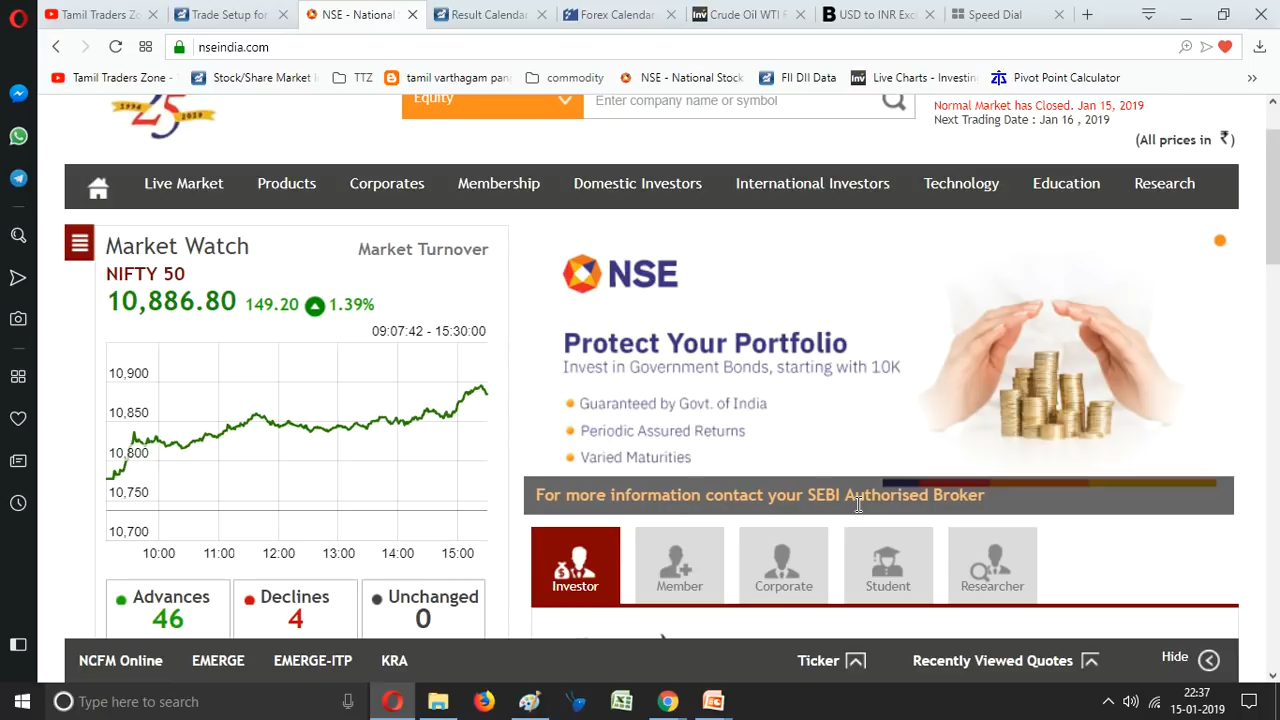 Tamil Traders Z
Trade Setup for
NSE - National
Result Calendar
Forex Calendar
Crude Oil WTI F
USD to INR Exc
Speed Dial
nseindia.com
Tamil Traders Zone -
Stock/Share Market
TTZ
tamil varthagam pan
commodity
NSE - National Stock
FII DII Data
Live Charts - Investin
Pivot Point Calculator
1994 25 2019
Equity
Enter company name or symbol
Normal Market has Closed. Jan 15, 2019
Next Trading Date : Jan 16 , 2019
(All prices in ₹)
Live Market
Products
Corporates
Membership
Domestic Investors
International Investors
Technology
Education
Research
Market Watch
Market Turnover
NIFTY 50
10,886.80 149.20 1.39%
09:07:42 - 15:30:00
10,900
10,850
10,800
10,750
10,700
10:00 11:00 12:00 13:00 14:00 15:00
Advances
46
Declines
4
Unchanged
0
NSE
Protect Your Portfolio
Invest in Government Bonds, starting with 10K
Guaranteed by Govt. of India
Periodic Assured Returns
Varied Maturities
For more information contact your SEBI Authorised Broker
Investor
Member
Corporate
Student
Researcher
NCFM Online
EMERGE
EMERGE-ITP
KRA
Ticker
Recently Viewed Quotes
Hide
Type here to search
22:37
15-01-2019